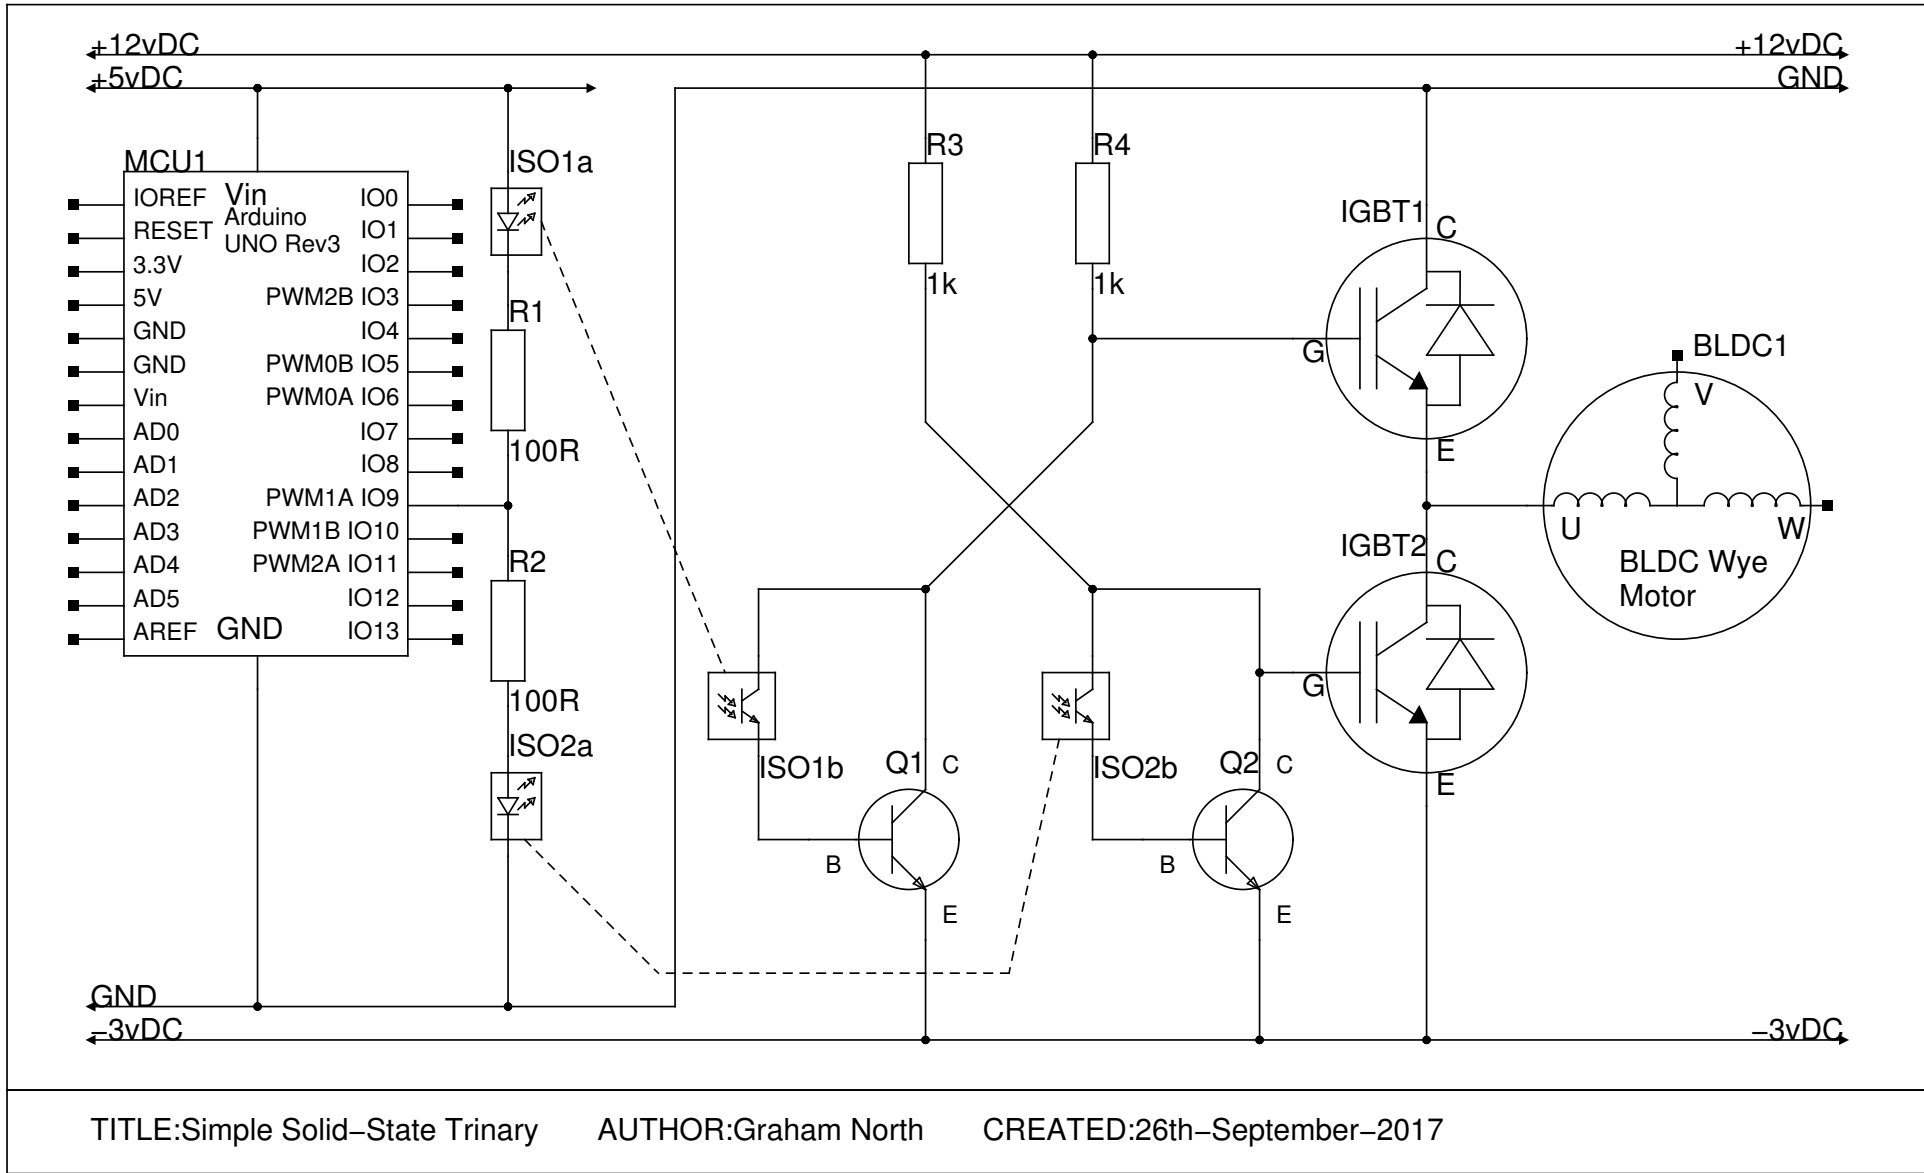 +12vDC
+12vDC
+5vDC
GND
MCU1
ISO1a
R3
R4
IOREF
Vin
IO0
Arduino
UNO Rev3
RESET
IO1
3.3V
IO2
5V
PWM2B IO3
GND
IO4
GND
PWM0B IO5
Vin
PWM0A IO6
AD0
IO7
AD1
IO8
AD2
PWM1A IO9
AD3
PWM1B IO10
AD4
PWM2A IO11
AD5
IO12
AREF
GND
IO13
R1
100R
R2
100R
ISO2a
1k
1k
IGBT1
C
G
E
BLDC1
V
U
W
BLDC Wye
Motor
IGBT2
C
G
E
ISO1b
Q1
C
B
E
ISO2b
Q2
C
B
E
GND
−3vDC
−3vDC
TITLE:Simple Solid−State Trinary
AUTHOR:Graham North
CREATED:26th−September−2017